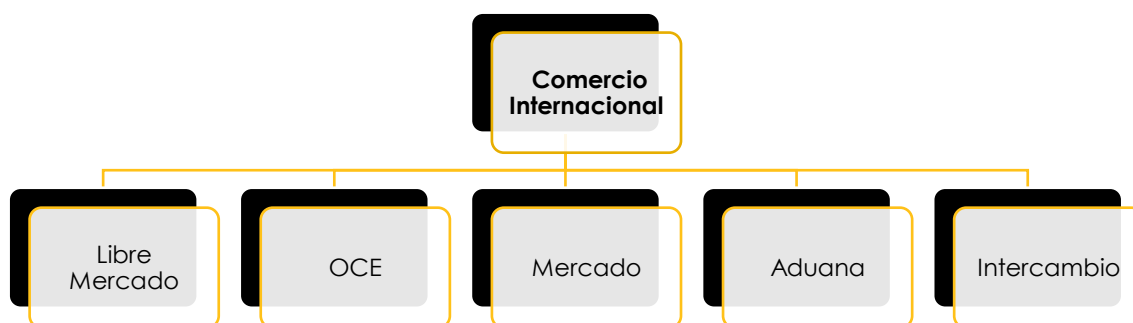 Comercio
Internacional
Libre
Mercado
OCE
Mercado
Aduana
Intercambio